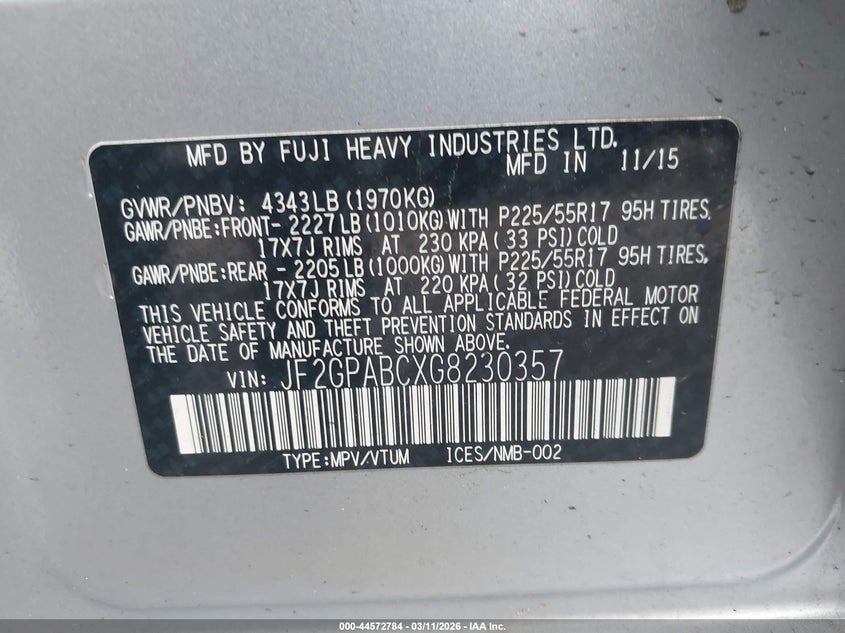 MFD BY FUJI HEAVY INDUSTRIES LTD.
MFD IN 11/15
GVWR/PNBV: 4343LB(1970KG)
GAWR/PNBE:FRONT- 2227LB(1010KG)WITH P225/55R17 95H TIRES,
17X7J RIMS AT 230 KPA(33 PSI)COLD
GAWR/PNBE:REAR - 2205LB(1000KG)WITH P225/55R17 95H TIRES,
17X7J RIMS AT 220 KPA(32 PSI)COLD
THIS VEHICLE CONFORMS TO ALL APPLICABLE FEDERAL MOTOR
VEHICLE SAFETY AND THEFT PREVENTION STANDARDS IN EFFECT ON
THE DATE OF MANUFACTURE SHOWN ABOVE.
VIN: JF2GPABCXG8230357
TYPE:MPV/VTUM ICES/NMB-002
000-44572784 - 03/11/2026 - IAA Inc.